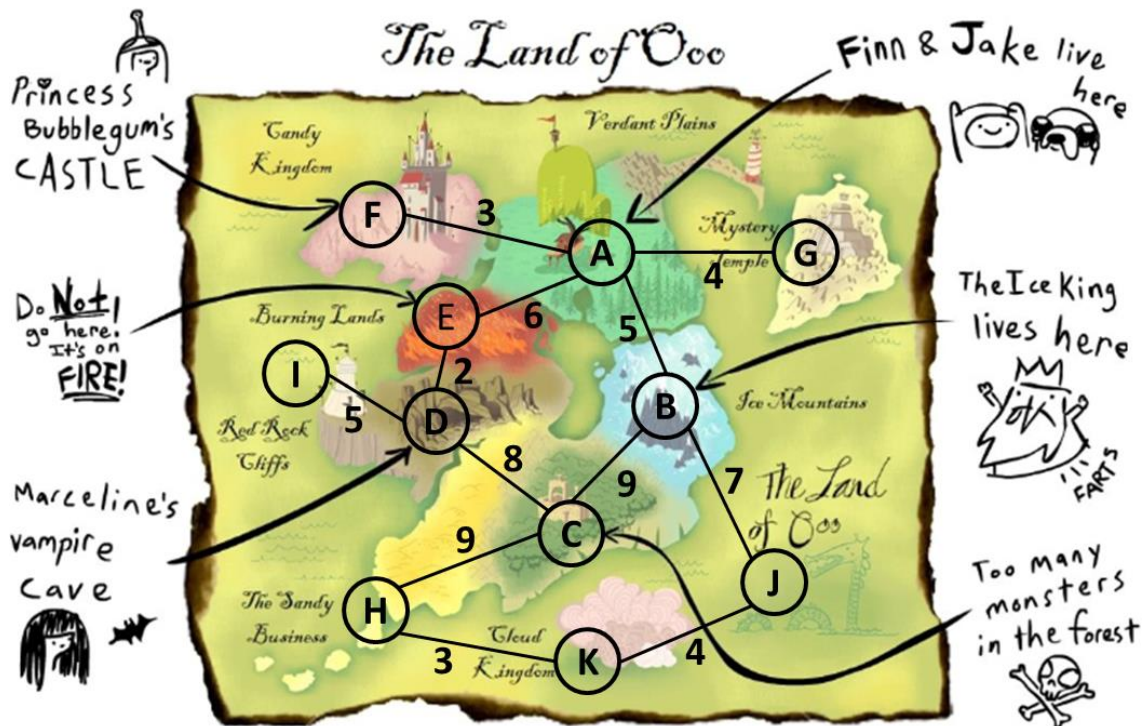 The Land of Ooo
Finn & Jake live
here
Princess
Bubblegum's
CASTLE
Candy
Kingdom
Verdant Plains
F
3
A
Mystery
Temple
4
G
Do Not
go here!
It's on
FIRE!
Burning Lands
E
6
5
The Ice King
lives here
FARTS
I
2
5
D
B
Ice Mountains
Red Rock
Cliffs
8
9
7
The Land
of Ooo
Marceline's
vampire
cave
9
C
J
The Sandy
Business
H
3
Cloud
Kingdom
K
4
Too many
monsters
in the forest